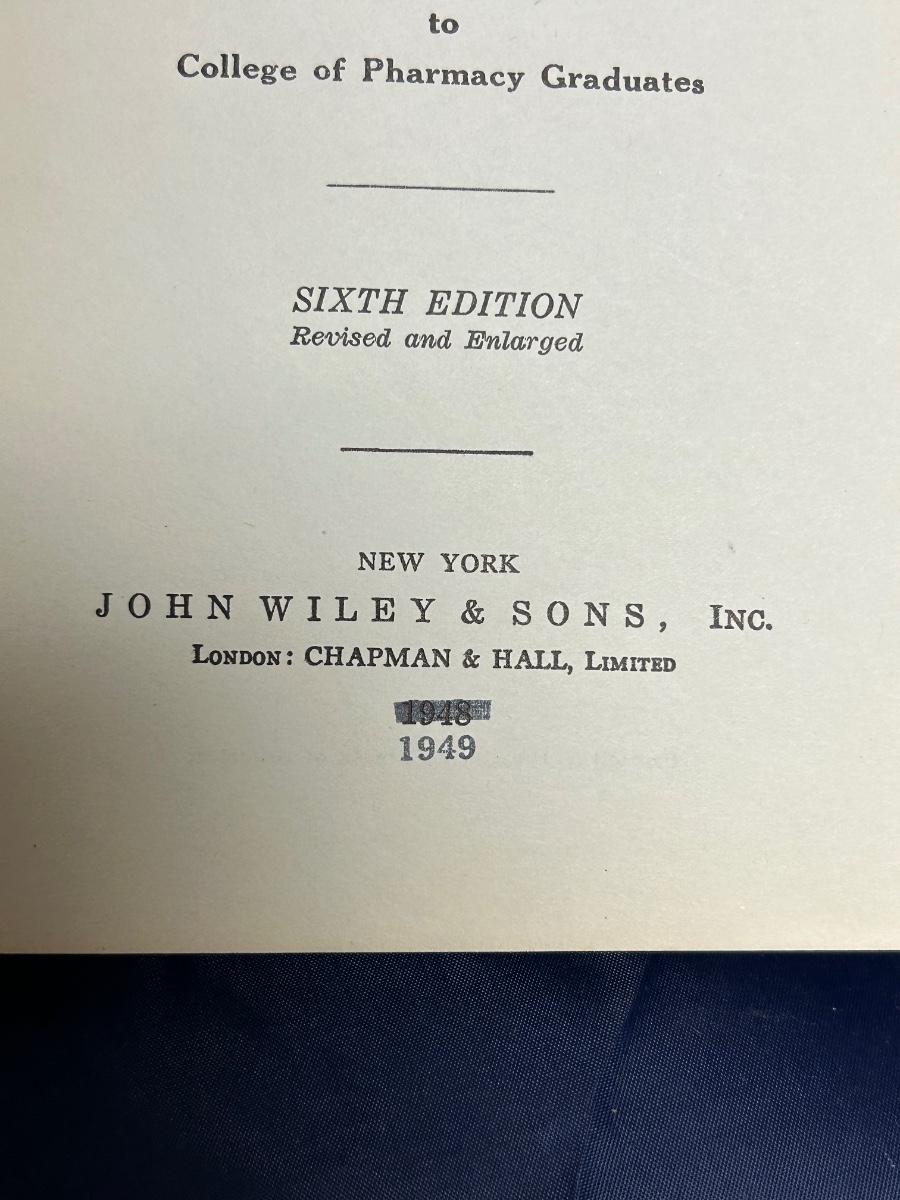 to
College of Pharmacy Graduates
SIXTH EDITION
Revised and Enlarged
NEW YORK
JOHN WILEY & SONS, INC.
LONDON: CHAPMAN & HALL, LIMITED
1948
1949